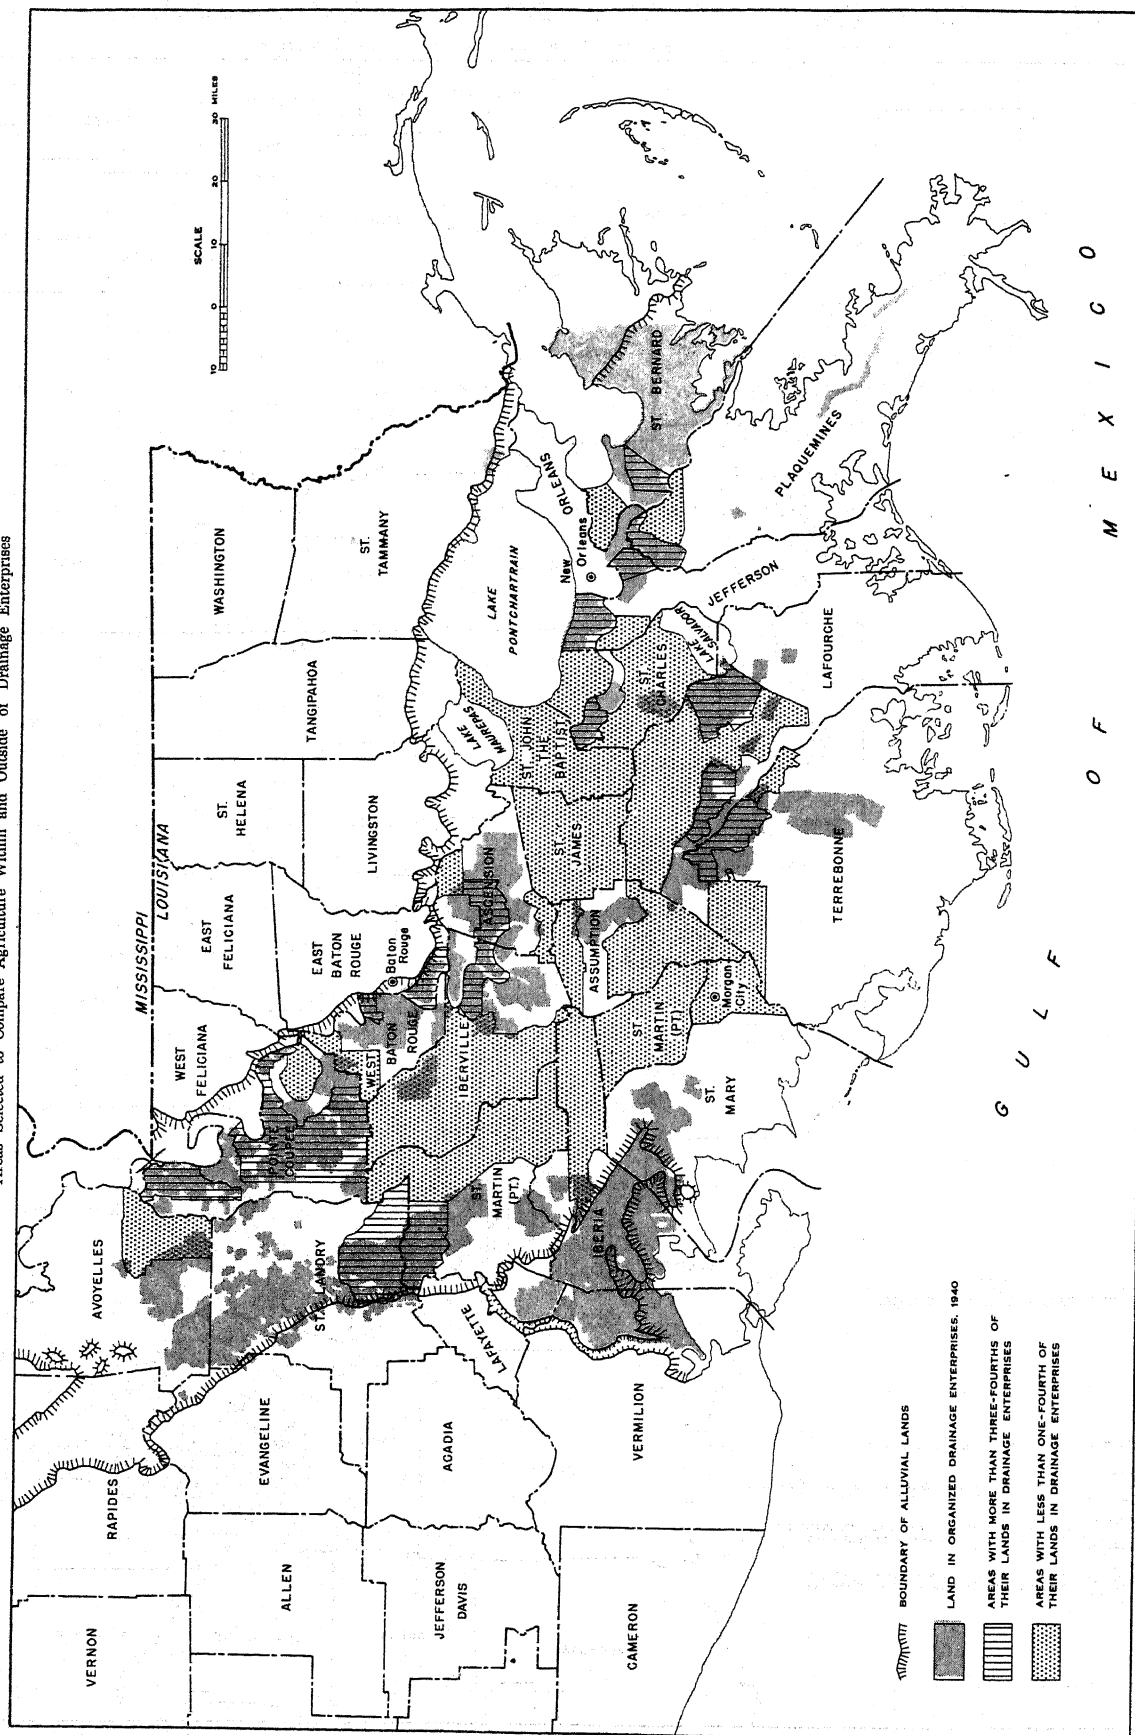 Areas Selected to Compare Agriculture Within and Outside of Drainage Enterprises
SCALE
10 0 10 20 30 MILES
MISSISSIPPI
LOUISIANA
VERNON
RAPIDES
AVOYELLES
WEST
FELICIANA
EAST
FELICIANA
ST.
HELENA
TANGIPAHOA
WASHINGTON
ALLEN
EVANGELINE
ST. LANDRY
POINTE
COUPEE
EAST
BATON
ROUGE
Baton
Rouge
WEST
BATON
ROUGE
LIVINGSTON
ST.
TAMMANY
JEFFERSON
DAVIS
ACADIA
LAFAYETTE
ST.
MARTIN
(PT.)
IBERVILLE
ASCENSION
LAKE
MAUREPAS
LAKE
PONTCHARTRAIN
ST. JOHN
THE
BAPTIST
ORLEANS
New
Orleans
CAMERON
VERMILION
IBERIA
ASSUMPTION
ST.
JAMES
ST.
CHARLES
ST. BERNARD
ST.
MARTIN
(PT.)
LAKE
SALVADOR
JEFFERSON
ST.
MARY
Morgan
City
PLAQUEMINES
TERREBONNE
LAFOURCHE
GULF OF MEXICO
BOUNDARY OF ALLUVIAL LANDS
LAND IN ORGANIZED DRAINAGE ENTERPRISES, 1940
AREAS WITH MORE THAN THREE-FOURTHS OF
THEIR LANDS IN DRAINAGE ENTERPRISES
AREAS WITH LESS THAN ONE-FOURTH OF
THEIR LANDS IN DRAINAGE ENTERPRISES